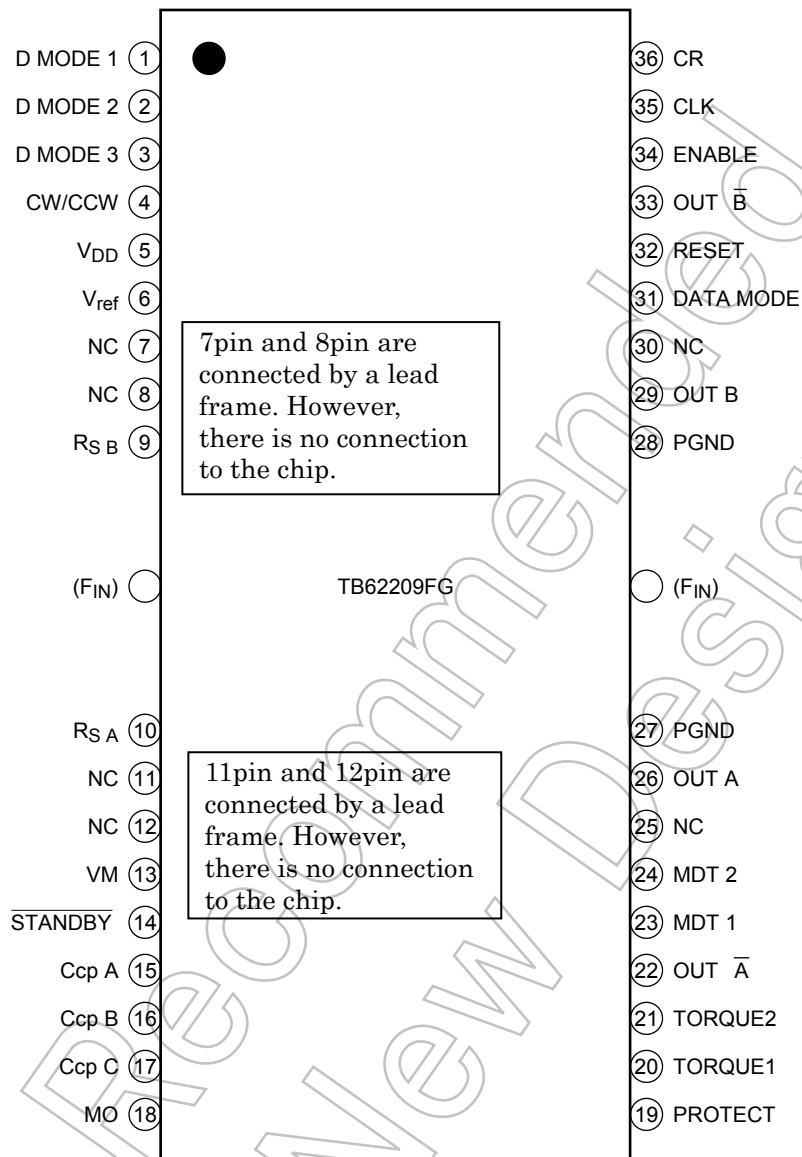 D MODE 1 1
D MODE 2 2
D MODE 3 3
CW/CCW 4
VDD 5
Vref 6
NC 7
NC 8
RS B 9
(FIN)
RS A 10
NC 11
NC 12
VM 13
S̅T̅A̅N̅D̅B̅Y̅ 14
Ccp A 15
Ccp B 16
Ccp C 17
MO 18
7pin and 8pin are
connected by a lead
frame. However,
there is no connection
to the chip.
TB62209FG
11pin and 12pin are
connected by a lead
frame. However,
there is no connection
to the chip.
36 CR
35 CLK
34 ENABLE
33 OUT B̅
32 RESET
31 DATA MODE
30 NC
29 OUT B
28 PGND
(FIN)
27 PGND
26 OUT A
25 NC
24 MDT 2
23 MDT 1
22 OUT A̅
21 TORQUE2
20 TORQUE1
19 PROTECT
Recommended
New Desig